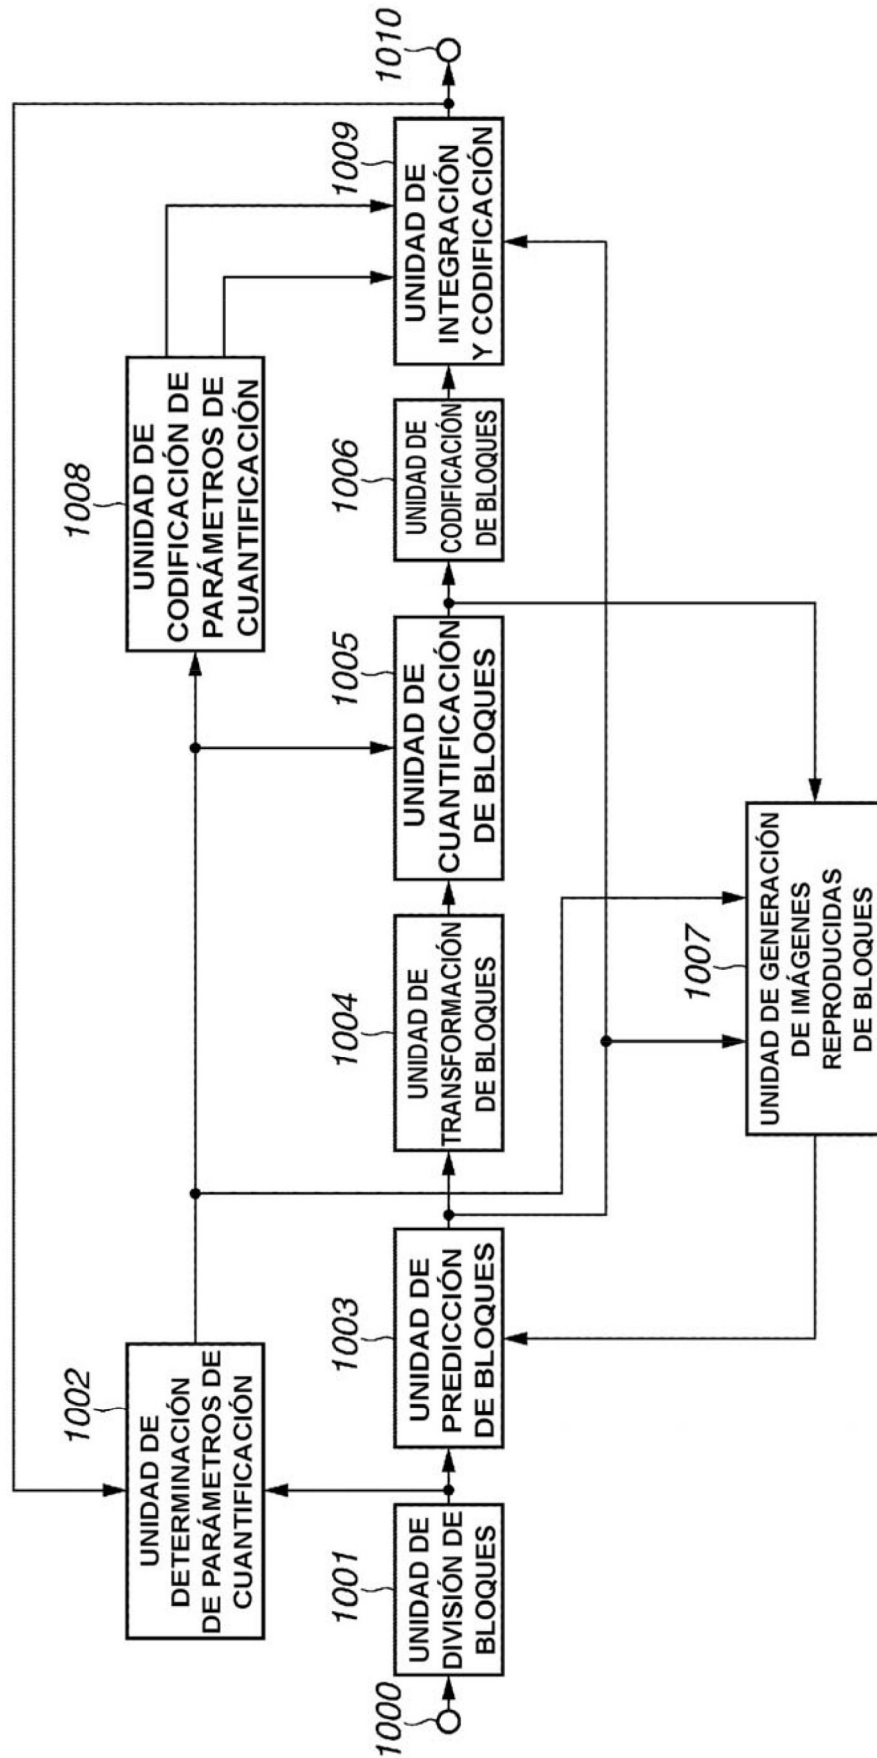 1000
1001
UNIDAD DE
DIVISIÓN DE
BLOQUES
1002
UNIDAD DE
DETERMINACIÓN
DE PARÁMETROS DE
CUANTIFICACIÓN
1003
UNIDAD DE
PREDICCIÓN
DE BLOQUES
1004
UNIDAD DE
TRANSFORMACIÓN
DE BLOQUES
1005
UNIDAD DE
CUANTIFICACIÓN
DE BLOQUES
1006
UNIDAD DE
CODIFICACIÓN
DE BLOQUES
1007
UNIDAD DE GENERACIÓN
DE IMÁGENES
REPRODUCIDAS
DE BLOQUES
1008
UNIDAD DE
CODIFICACIÓN DE
PARÁMETROS DE
CUANTIFICACIÓN
1009
UNIDAD DE
INTEGRACIÓN
Y CODIFICACIÓN
1010